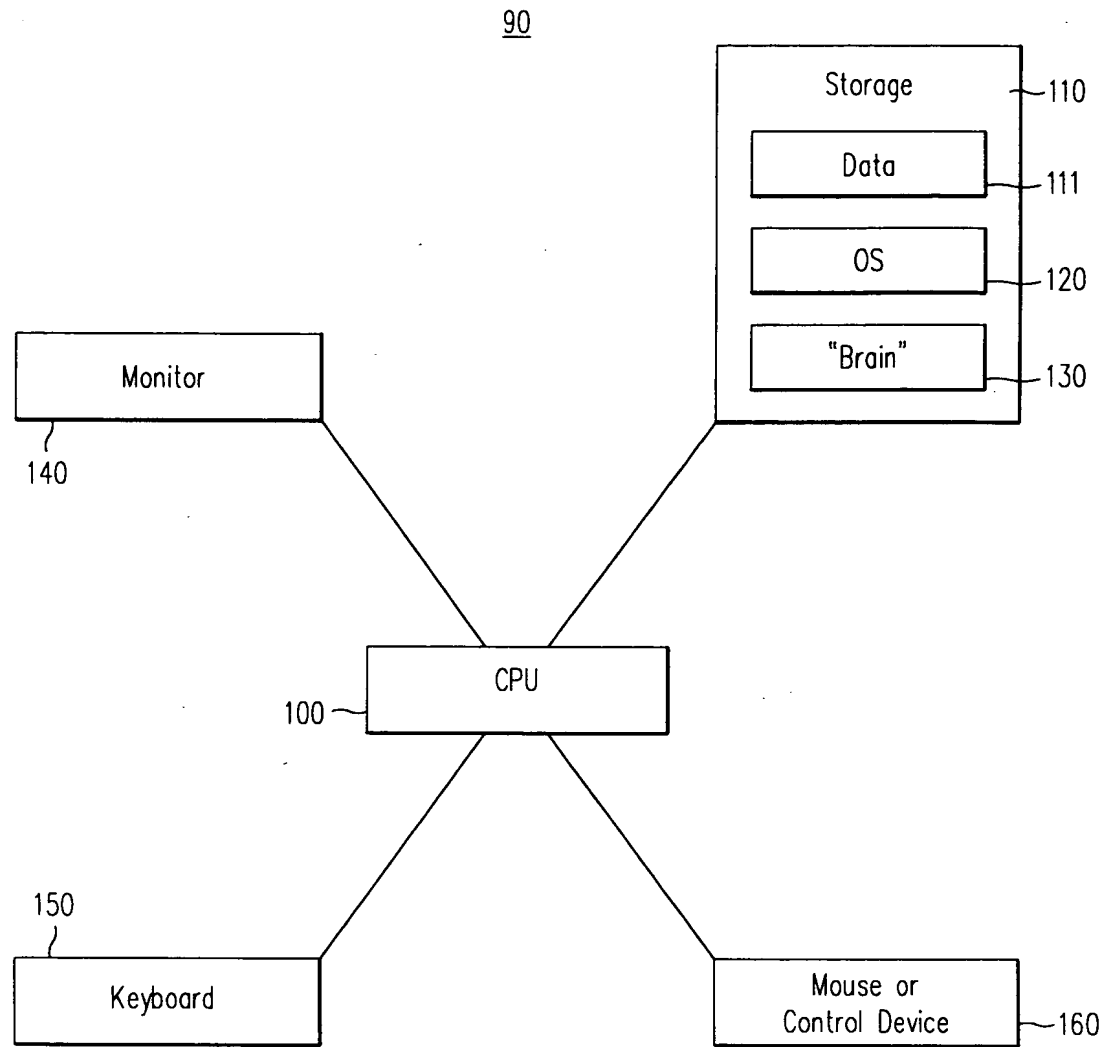 90
Storage
110
Data
111
OS
120
"Brain"
130
Monitor
140
CPU
100
150
Keyboard
Mouse or
Control Device
160